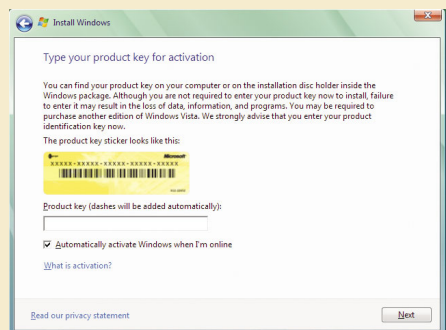 Install Windows
Type your product key for activation
You can find your product key on your computer or on the installation disc holder inside the
Windows package. Although you are not required to enter your product key now to install, failure
to enter it may result in the loss of data, information, and programs. You may be required to
purchase another edition of Windows Vista. We strongly advise that you enter your product
identification key now.
The product key sticker looks like this:
Microsoft
XXXXX-XXXXX-XXXXX-XXXXX-XXXXX
Product key (dashes will be added automatically):
Automatically activate Windows when I'm online
What is activation?
Read our privacy statement
Next